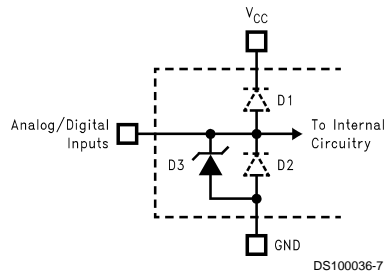 VCC
D1
Analog/Digital
Inputs
To Internal
Circuitry
D3
D2
GND
DS100036-7